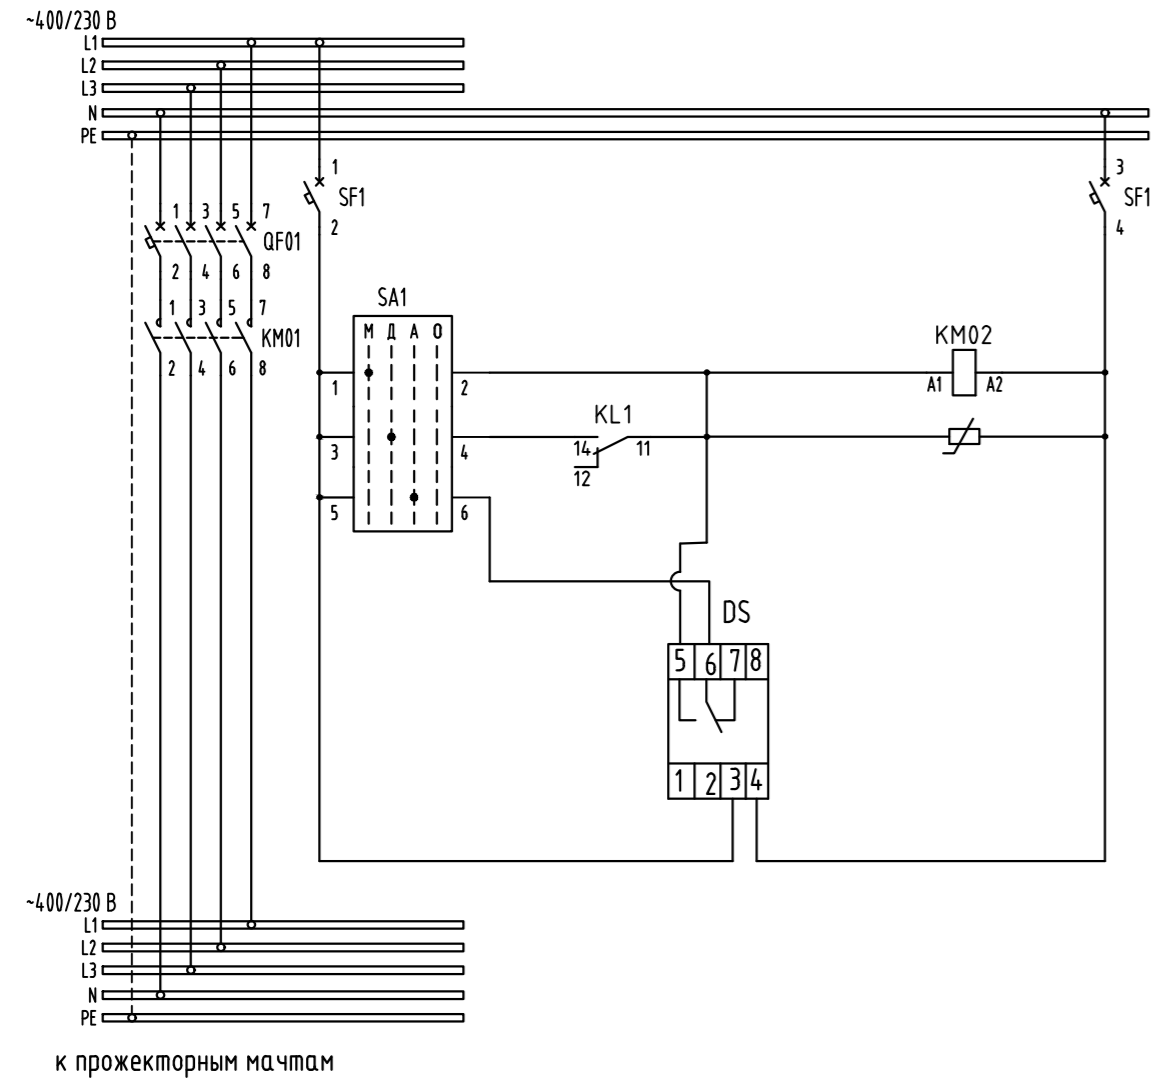 ~400/230 В
L1
L2
L3
N
PE
1
3
SF1
SF1
2
4
1 3 5 7
QF01
2 4 6 8
1 3 5 7
KM01
2 4 6 8
SA1
М Д А О
1
2
3
4
5
6
KM02
A1
A2
KL1
14
11
12
DS
5 6 7 8
1 2 3 4
~400/230 В
L1
L2
L3
N
PE
к прожекторным мачтам